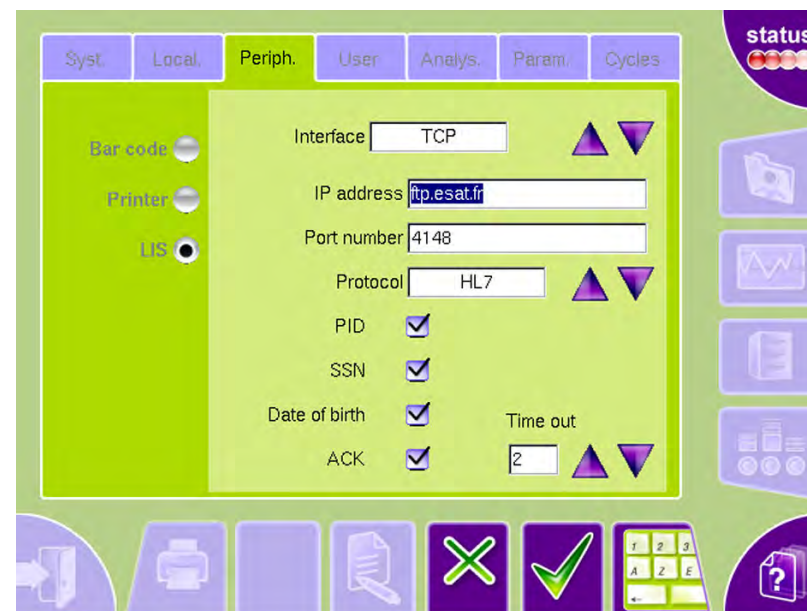 status
Syst. Local. Periph. User Analys. Param. Cycles
Bar code
Printer
LIS
Interface TCP
IP address ftp.esat.fr
Port number 4148
Protocol HL7
PID
SSN
Date of birth
Time out
ACK
2
1 2 3
A Z E
?